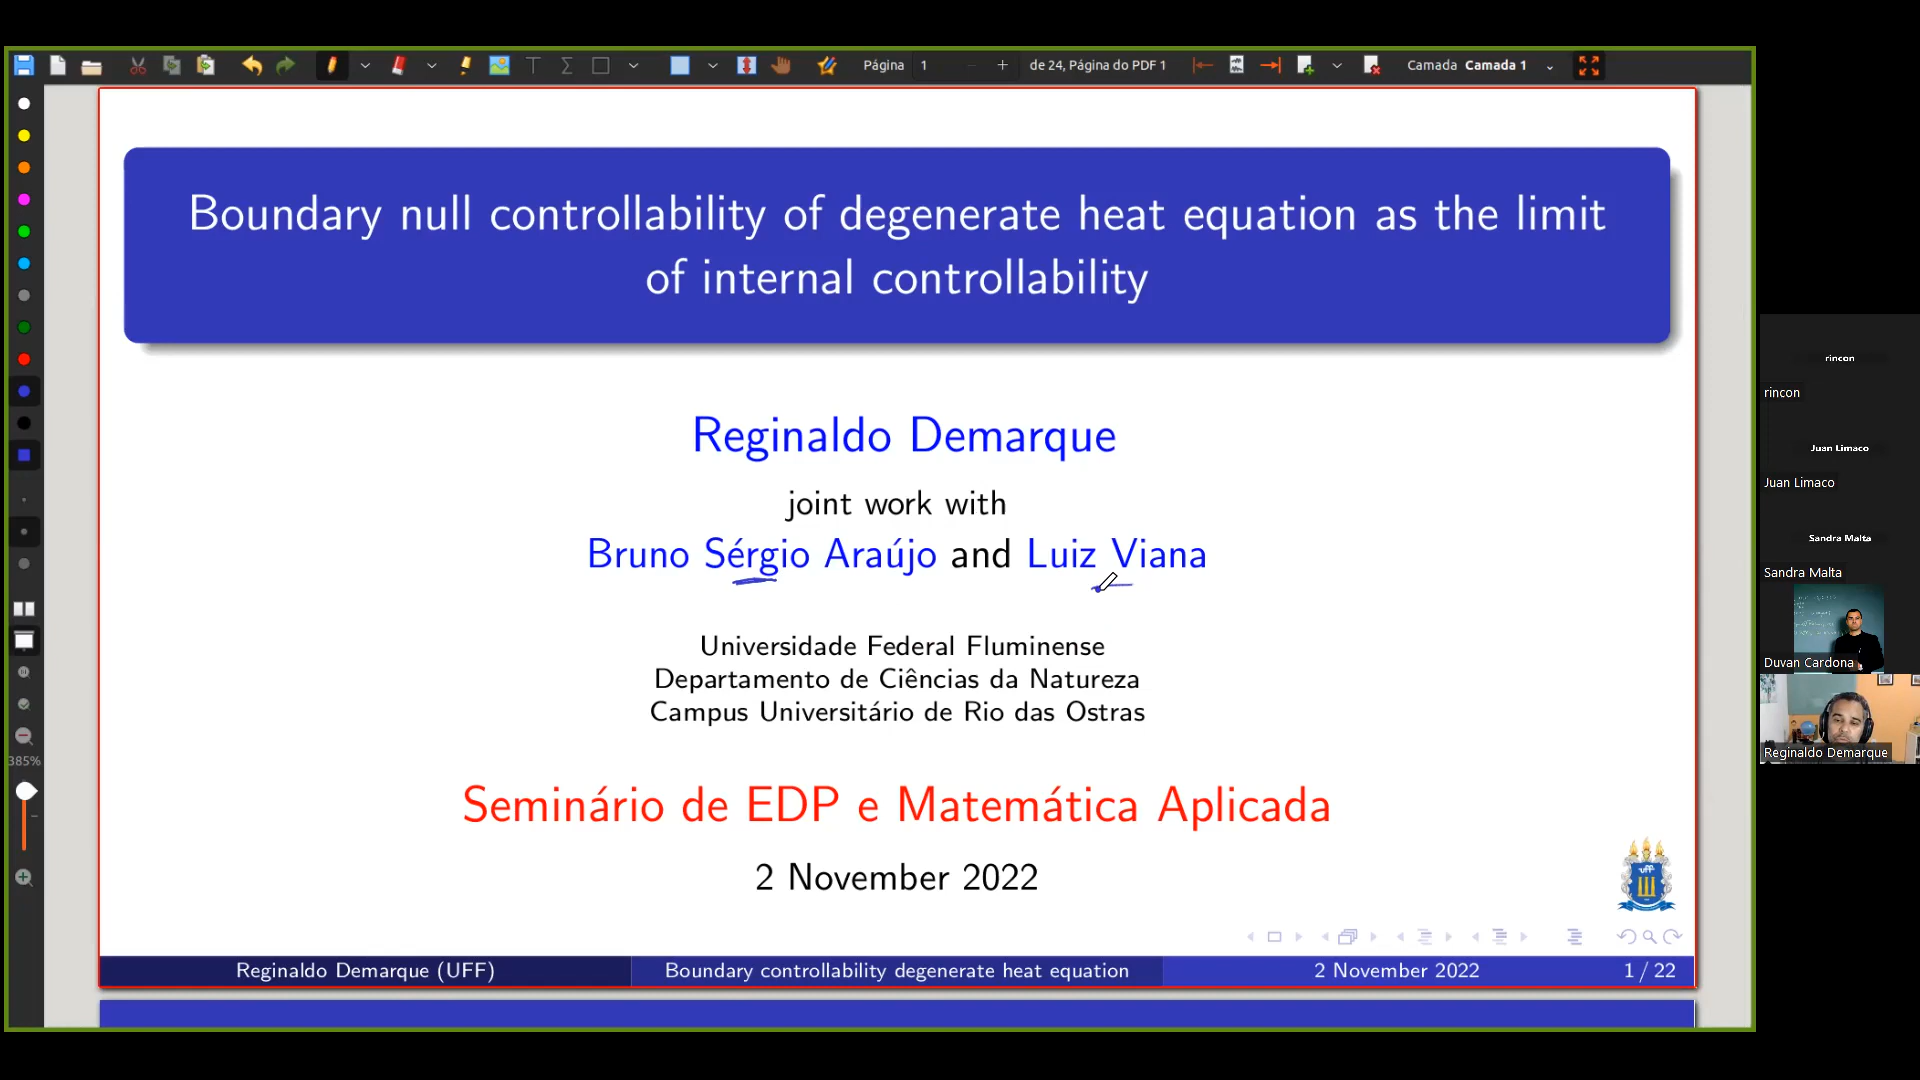 Página 1 de 24, Página do PDF 1 Camada Camada 1
Boundary null controllability of degenerate heat equation as the limit
of internal controllability
Reginaldo Demarque
joint work with
Bruno Sérgio Araújo and Luiz Viana
Universidade Federal Fluminense
Departamento de Ciências da Natureza
Campus Universitário de Rio das Ostras
Seminário de EDP e Matemática Aplicada
2 November 2022
uff
Reginaldo Demarque (UFF) Boundary controllability degenerate heat equation 2 November 2022 1 / 22
385%
rincon
rincon
Juan Limaco
Juan Limaco
Sandra Malta
Sandra Malta
Duvan Cardona
Reginaldo Demarque